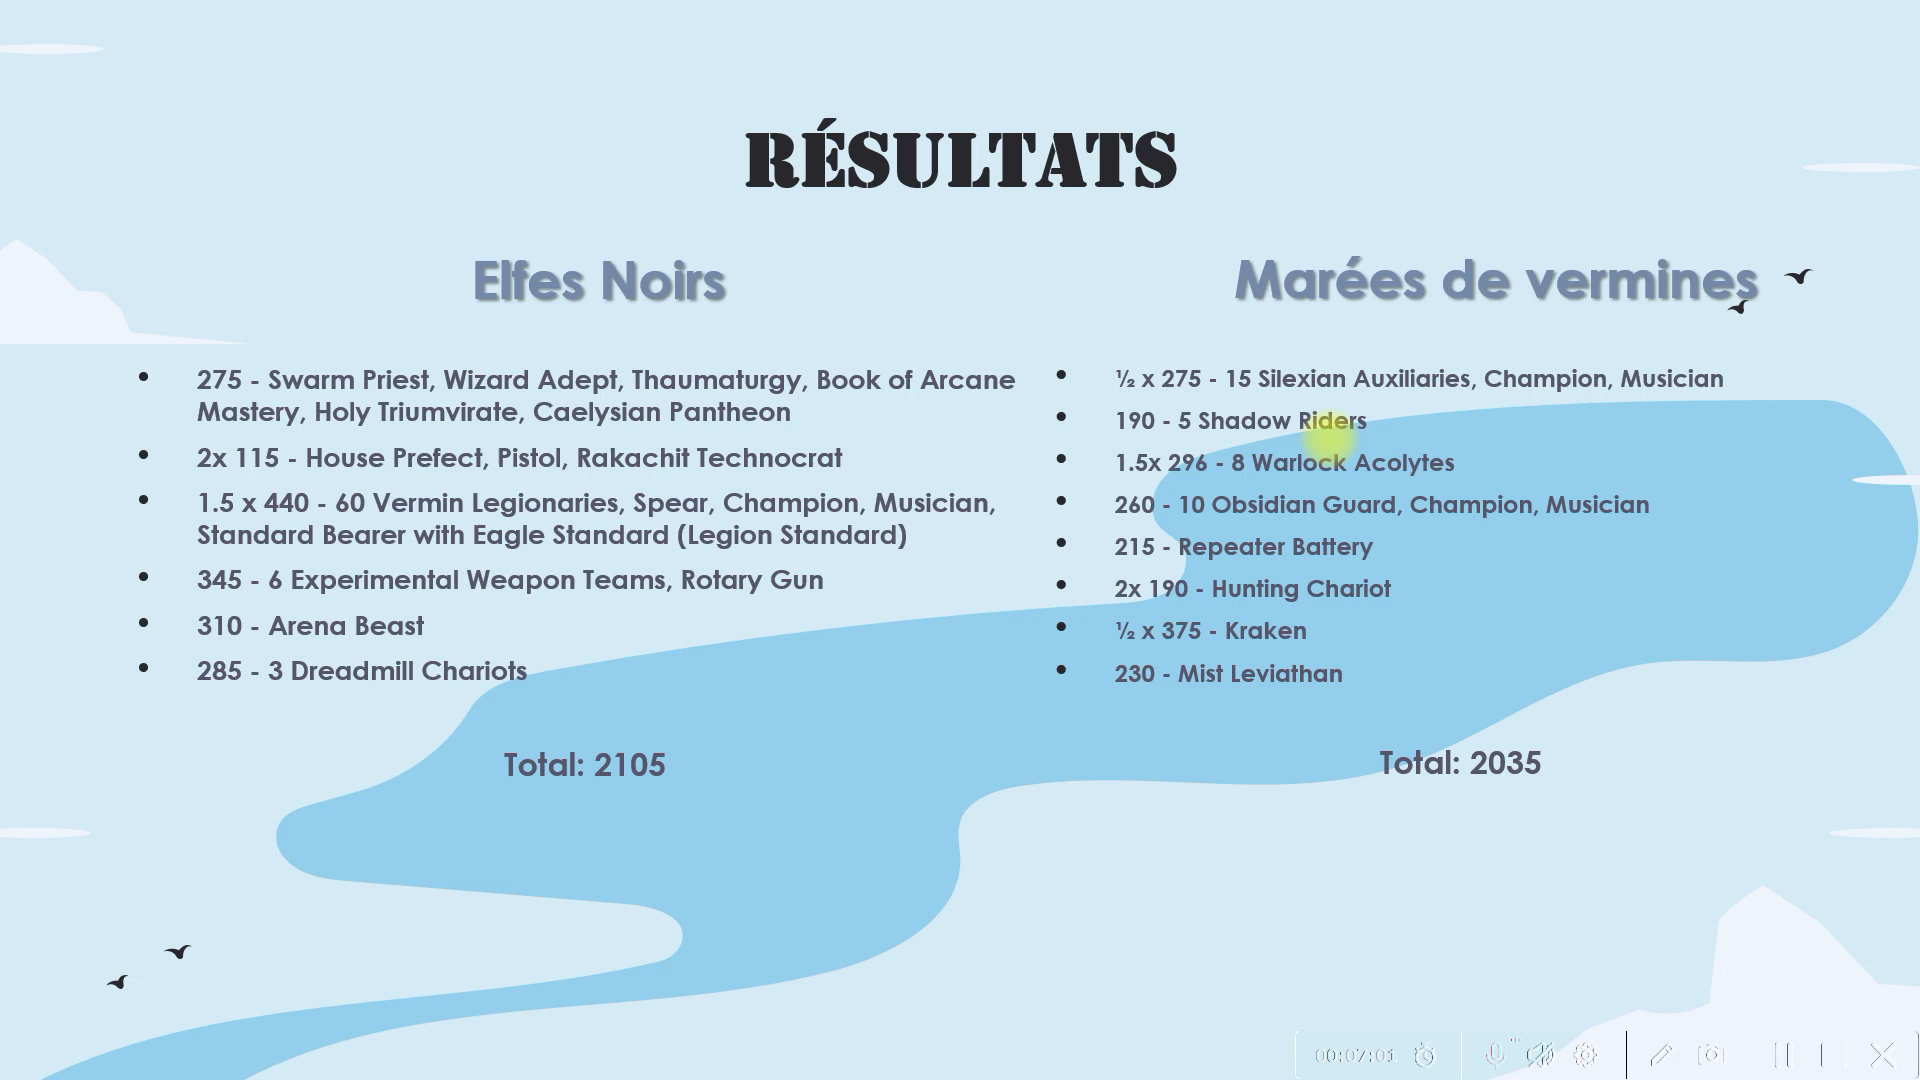 RÉSULTATS
Elfes Noirs
• 275 - Swarm Priest, Wizard Adept, Thaumaturgy, Book of Arcane
Mastery, Holy Triumvirate, Caelysian Pantheon
• 2x 115 - House Prefect, Pistol, Rakachit Technocrat
• 1.5 x 440 - 60 Vermin Legionaries, Spear, Champion, Musician,
Standard Bearer with Eagle Standard (Legion Standard)
• 345 - 6 Experimental Weapon Teams, Rotary Gun
• 310 - Arena Beast
• 285 - 3 Dreadmill Chariots
Total: 2105
Marées de vermines
• ½ x 275 - 15 Silexian Auxiliaries, Champion, Musician
• 190 - 5 Shadow Riders
• 1.5x 296 - 8 Warlock Acolytes
• 260 - 10 Obsidian Guard, Champion, Musician
• 215 - Repeater Battery
• 2x 190 - Hunting Chariot
• ½ x 375 - Kraken
• 230 - Mist Leviathan
Total: 2035
00:07:01